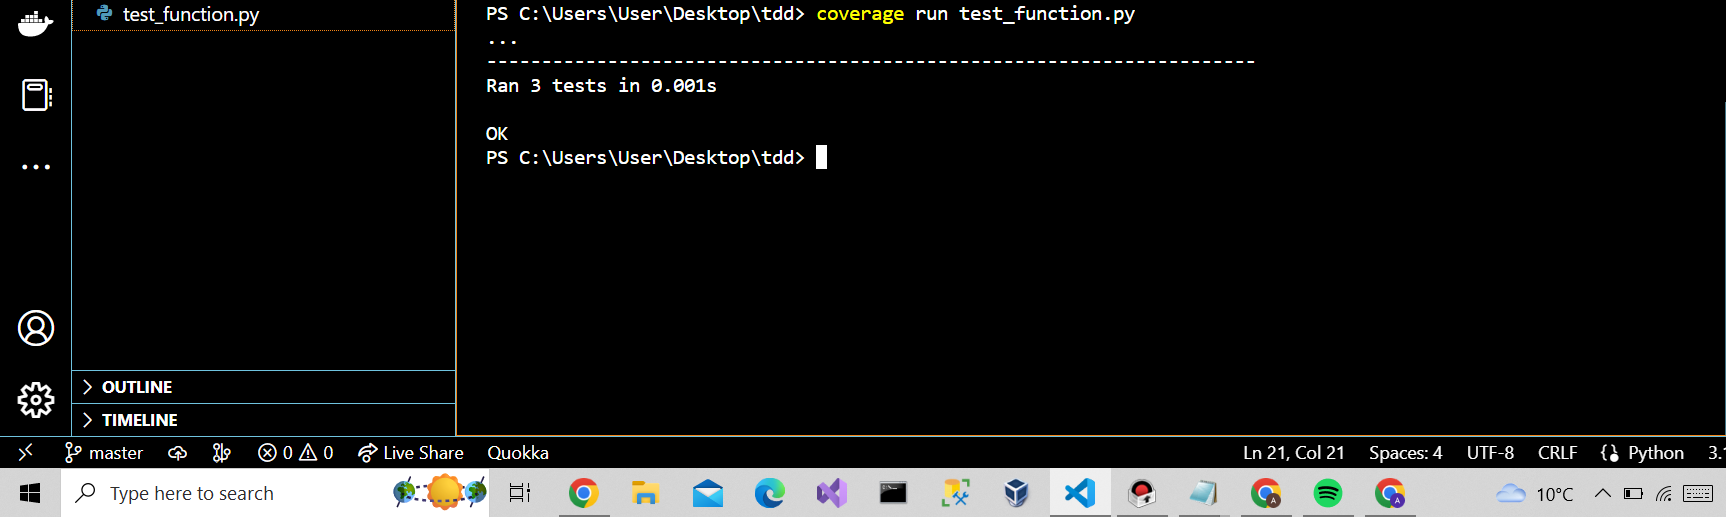 test_function.py
PS C:\Users\User\Desktop\tdd> coverage run test_function.py
...
----------------------------------------------------------------------
Ran 3 tests in 0.001s
OK
PS C:\Users\User\Desktop\tdd>
OUTLINE
TIMELINE
master 0 0 Live Share Quokka Ln 21, Col 21 Spaces: 4 UTF-8 CRLF Python
Type here to search 10°C